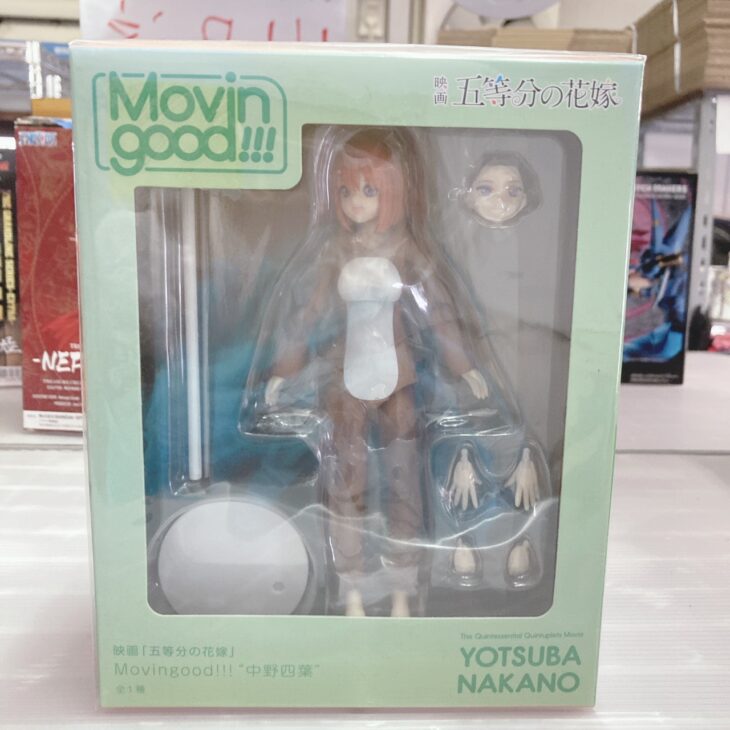 Movin
good!!!
映画 五等分の花嫁
The Quintessential Quintuplets Movie
映画「五等分の花嫁」
Movingood!!! “中野四葉”
全1種
YOTSUBA
NAKANO
-NEF